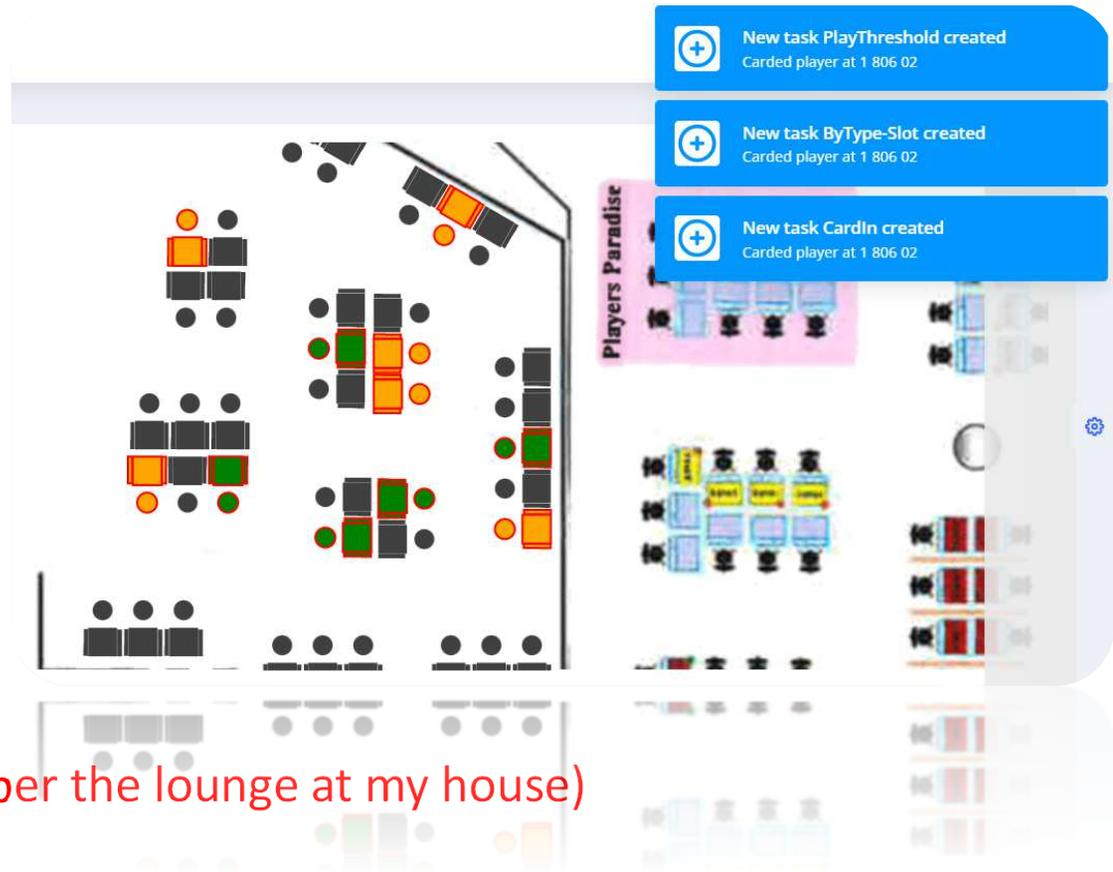 New task PlayThreshold created
Carded player at 1 806 02
New task ByType-Slot created
Carded player at 1 806 02
New task CardIn created
Carded player at 1 806 02
Players Paradise
per the lounge at my house)